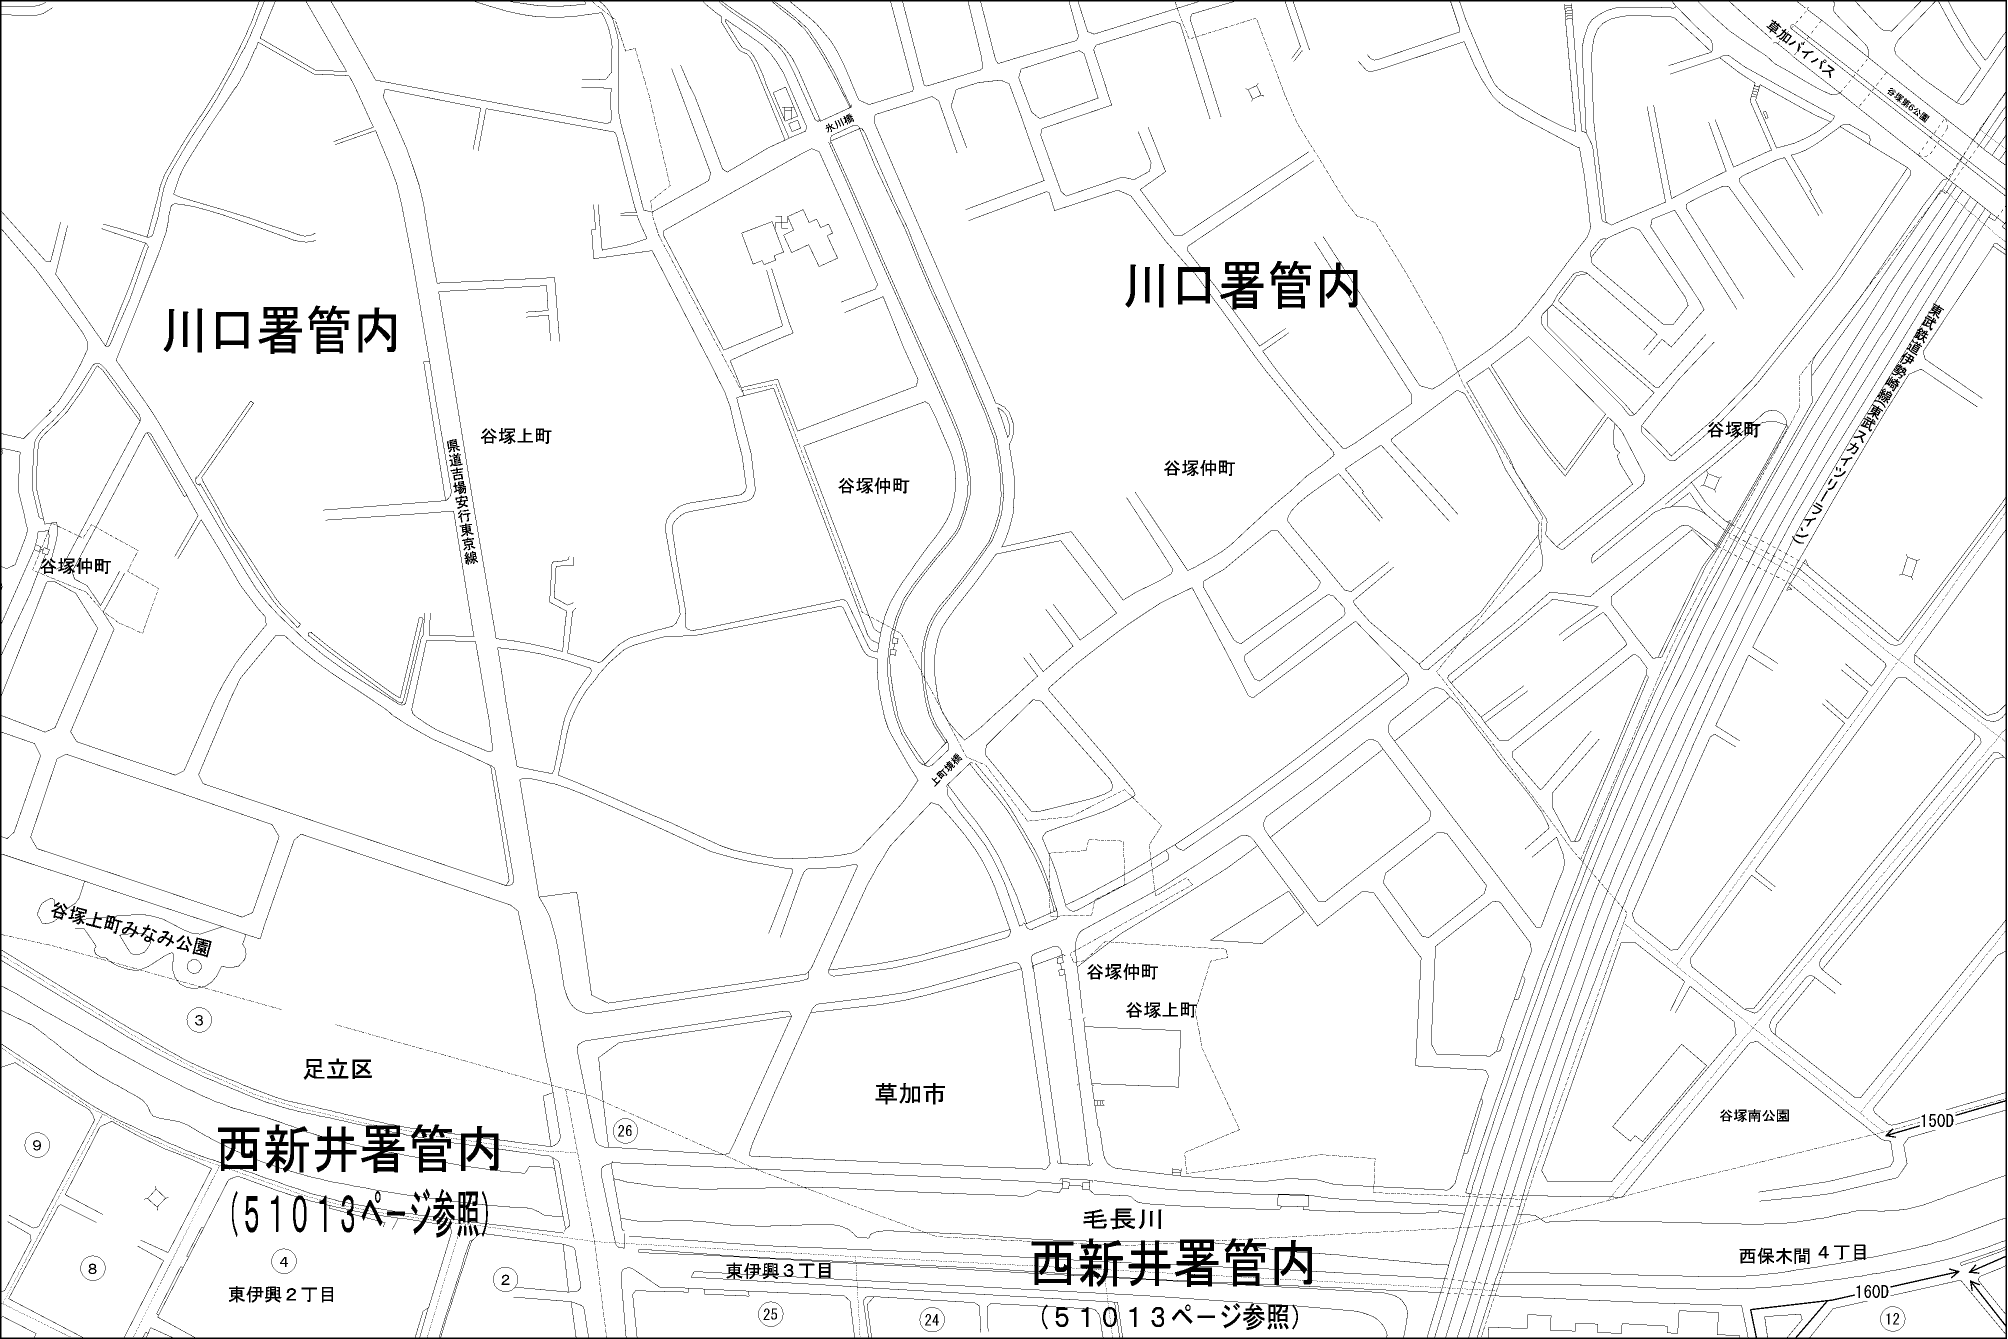 草加バイパス
谷塚第6公園
氷川橋
川口署管内
川口署管内
東武鉄道伊勢崎線(東武スカイツリーライン)
谷塚上町
谷塚町
県道吉場安行東京線
谷塚仲町
谷塚仲町
谷塚仲町
上町境橋
谷塚上町みなみ公園
谷塚仲町
谷塚上町
3
足立区
草加市
谷塚南公園
150D
26
9
西新井署管内
(51013ページ参照)
毛長川
西新井署管内
(51013ページ参照)
西保木間 4丁目
4
8
2
東伊興3丁目
東伊興2丁目
160D
25
24
12